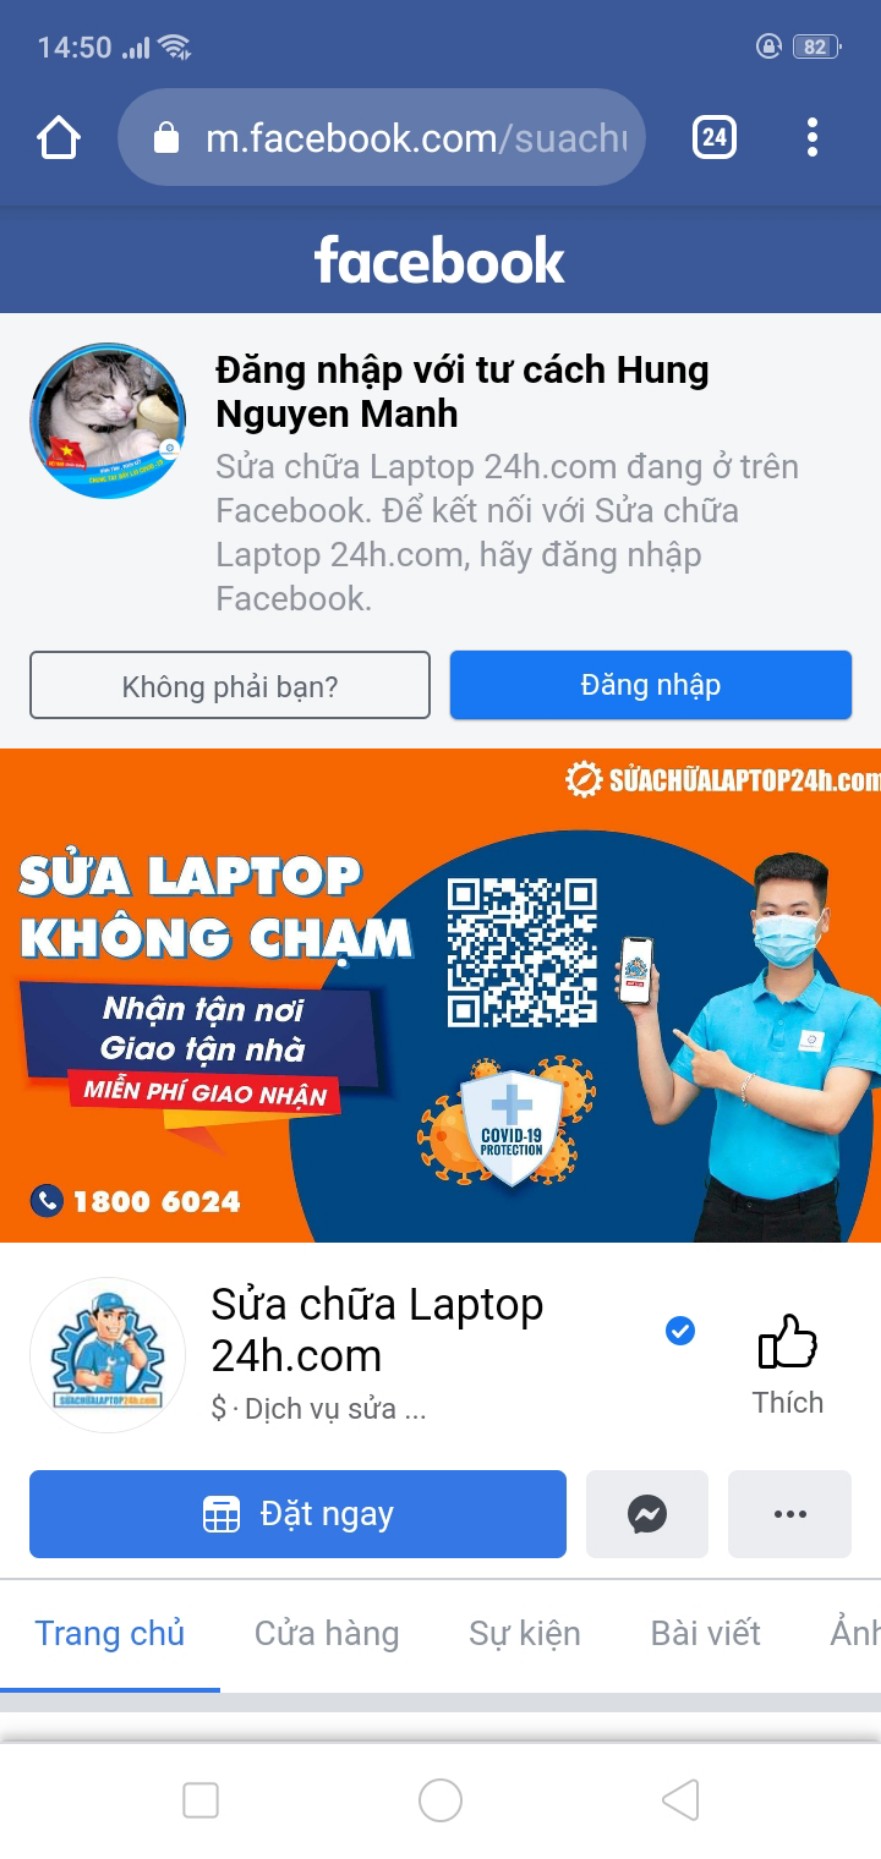 14:50
82
m.facebook.com/suachu
24
facebook
Đăng nhập với tư cách Hung
Nguyen Manh
Sửa chữa Laptop 24h.com đang ở trên
Facebook. Để kết nối với Sửa chữa
Laptop 24h.com, hãy đăng nhập
Facebook.
Không phải bạn?
Đăng nhập
SỬACHỮALAPTOP24h.com
SỬA LAPTOP
KHÔNG CHẠM
Nhận tận nơi
Giao tận nhà
MIỄN PHÍ GIAO NHẬN
COVID-19
PROTECTION
1800 6024
Sửa chữa Laptop
24h.com
$ · Dịch vụ sửa ...
SUACHUALAPTOP24h.com
Thích
Đặt ngay
Trang chủ
Cửa hàng
Sự kiện
Bài viết
Ảnh